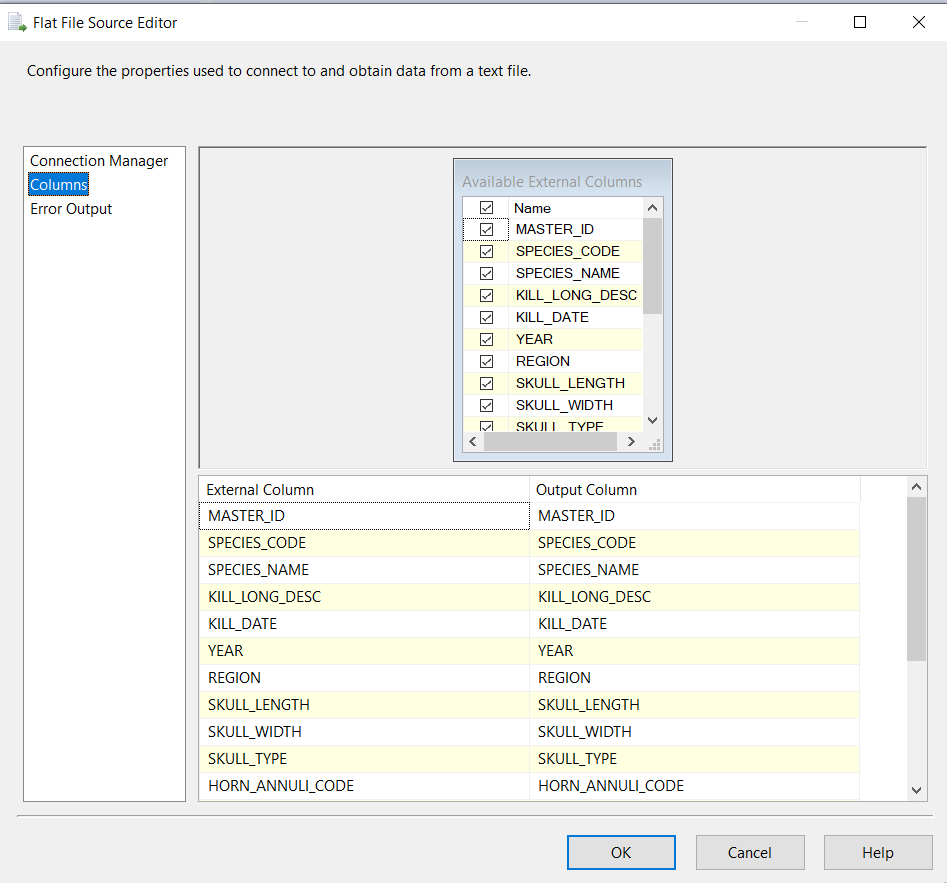 Flat File Source Editor
Configure the properties used to connect to and obtain data from a text file.
Connection Manager
Columns
Error Output
Available External Columns
Name
MASTER_ID
SPECIES_CODE
SPECIES_NAME
KILL_LONG_DESC
KILL_DATE
YEAR
REGION
SKULL_LENGTH
SKULL_WIDTH
SKULL_TYPE
External Column Output Column
MASTER_ID MASTER_ID
SPECIES_CODE SPECIES_CODE
SPECIES_NAME SPECIES_NAME
KILL_LONG_DESC KILL_LONG_DESC
KILL_DATE KILL_DATE
YEAR YEAR
REGION REGION
SKULL_LENGTH SKULL_LENGTH
SKULL_WIDTH SKULL_WIDTH
SKULL_TYPE SKULL_TYPE
HORN_ANNULI_CODE HORN_ANNULI_CODE
OK Cancel Help